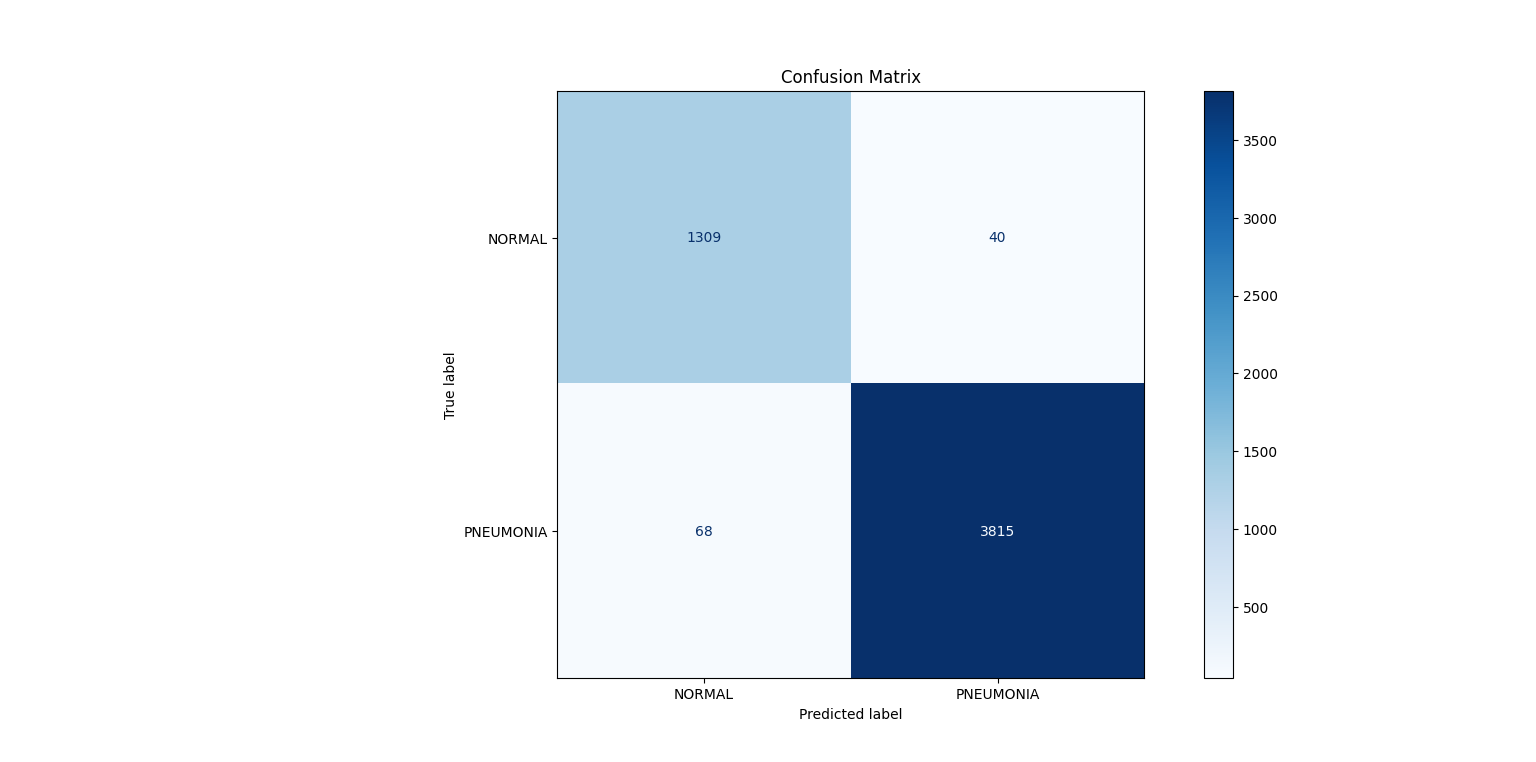 Confusion Matrix
NORMAL
1309
40
PNEUMONIA
68
3815
True label
NORMAL
PNEUMONIA
Predicted label
3500
3000
2500
2000
1500
1000
500